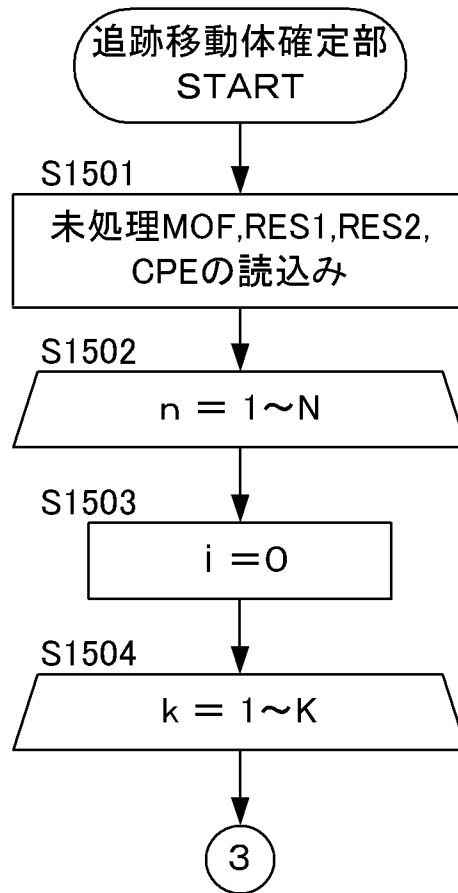 追跡移動体確定部
START
S1501
未処理MOF,RES1,RES2,
CPEの読込み
S1502
n = 1～N
S1503
i =0
S1504
k = 1～K
3